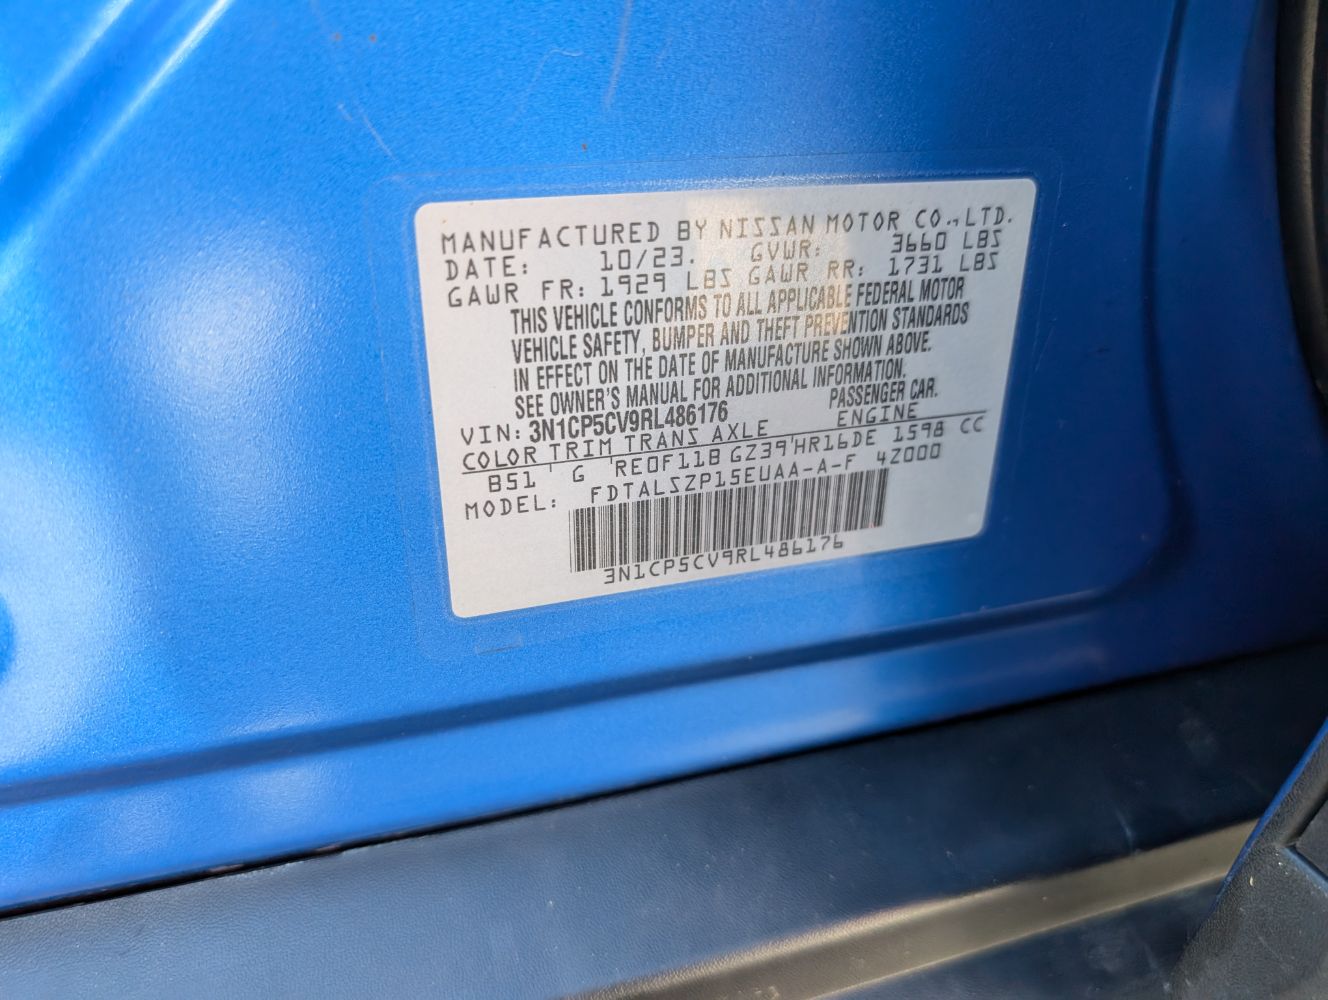 MANUFACTURED BY NISSAN MOTOR CO.,LTD.
DATE: 10/23. GVWR: 3660 LBS
GAWR FR: 1929 LBS GAWR RR: 1731 LBS
THIS VEHICLE CONFORMS TO ALL APPLICABLE FEDERAL MOTOR
VEHICLE SAFETY, BUMPER AND THEFT PREVENTION STANDARDS
IN EFFECT ON THE DATE OF MANUFACTURE SHOWN ABOVE.
SEE OWNER'S MANUAL FOR ADDITIONAL INFORMATION.
VIN: 3N1CP5CV9RL486176 PASSENGER CAR.
COLOR TRIM TRANS AXLE ENGINE
B51 ' G 'RE0F11B GZ39'HR16DE 1598 CC
MODEL: FDTALSZP15EUAA-A-F 4Z000
3N1CP5CV9RL486176